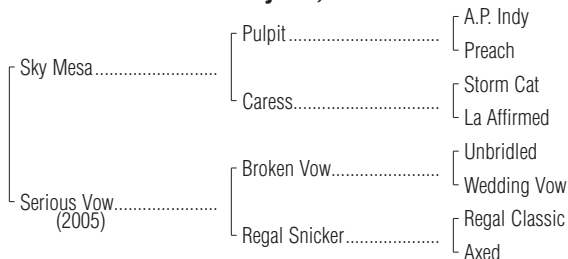 A.P. Indy
Pulpit
Preach
Sky Mesa
Storm Cat
Caress
La Affirmed
Unbridled
Broken Vow
Wedding Vow
Serious Vow
(2005)
Regal Classic
Regal Snicker
Axed